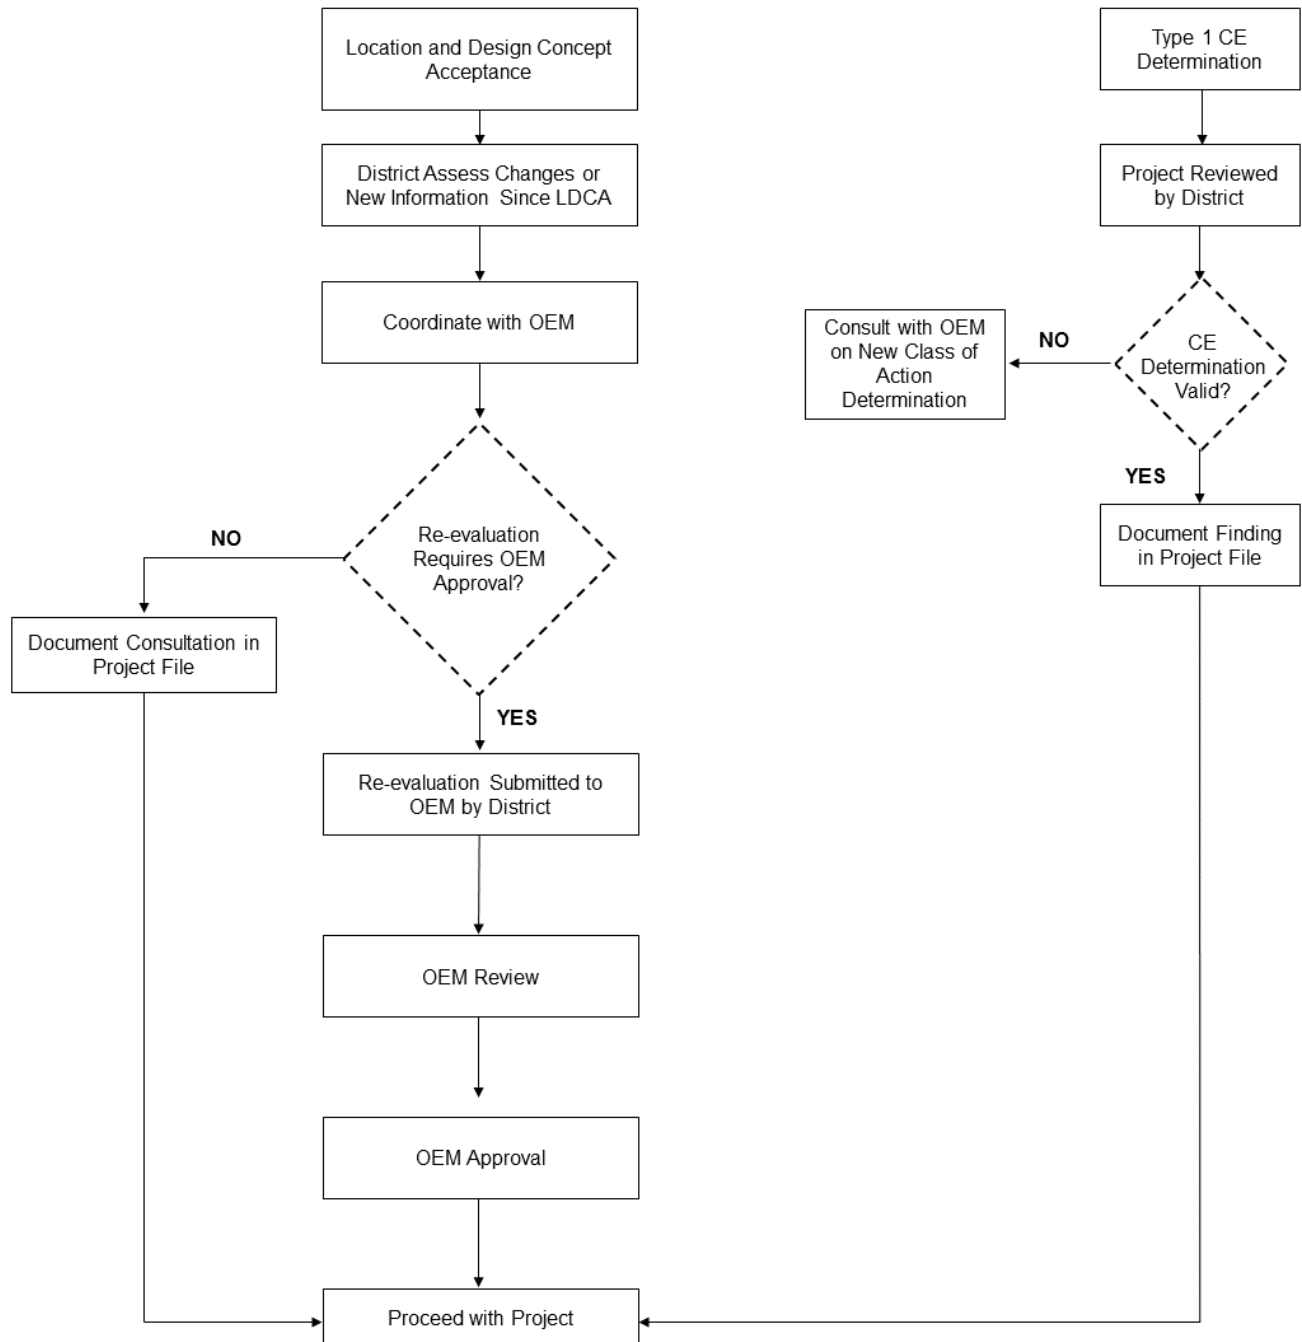 Location and Design Concept
Acceptance
District Assess Changes or
New Information Since LDCA
Coordinate with OEM
Re-evaluation
Requires OEM
Approval?
NO
Document Consultation in
Project File
YES
Re-evaluation Submitted to
OEM by District
OEM Review
OEM Approval
Proceed with Project
Type 1 CE
Determination
Project Reviewed
by District
CE
Determination
Valid?
NO
Consult with OEM
on New Class of
Action
Determination
YES
Document Finding
in Project File